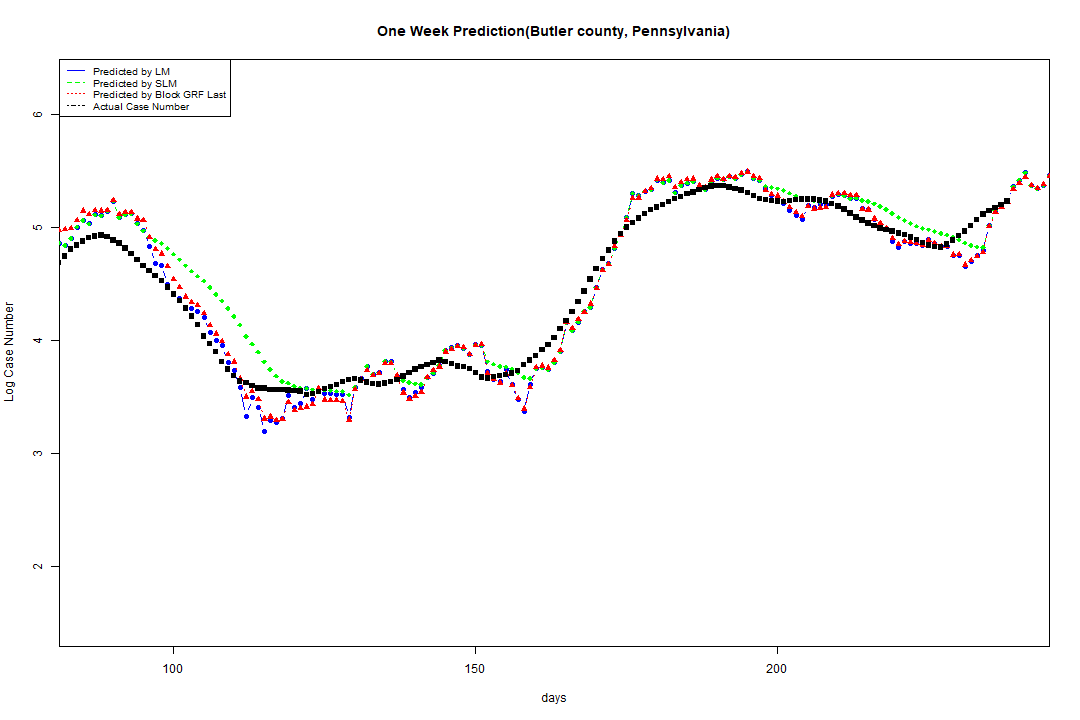 One Week Prediction(Butler county, Pennsylvania)
Predicted by LM
Predicted by SLM
Predicted by Block GRF Last
Actual Case Number
6
5
4
3
2
Log Case Number
100 150 200
days